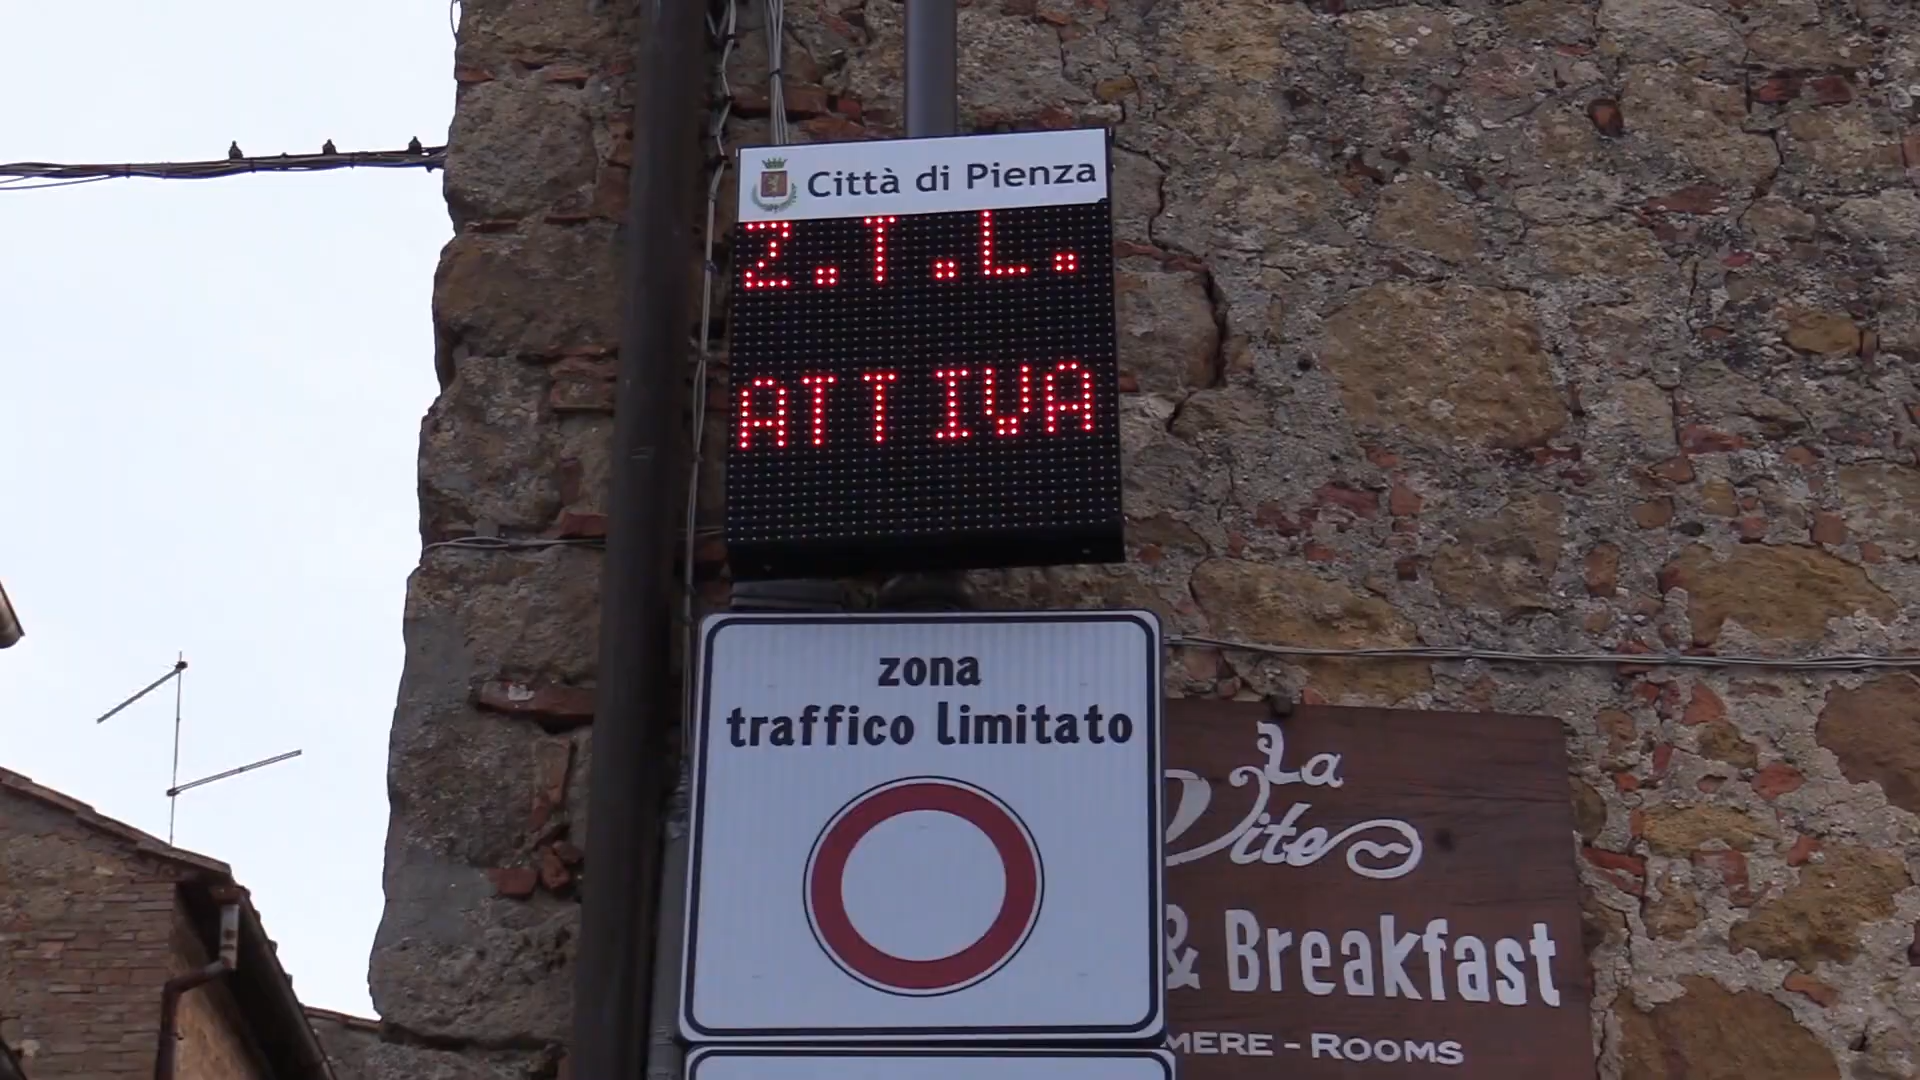 Città di Pienza
Z.T.L.
ATTIVA
zona
traffico limitato
La
Vite
& Breakfast
MERE - ROOMS